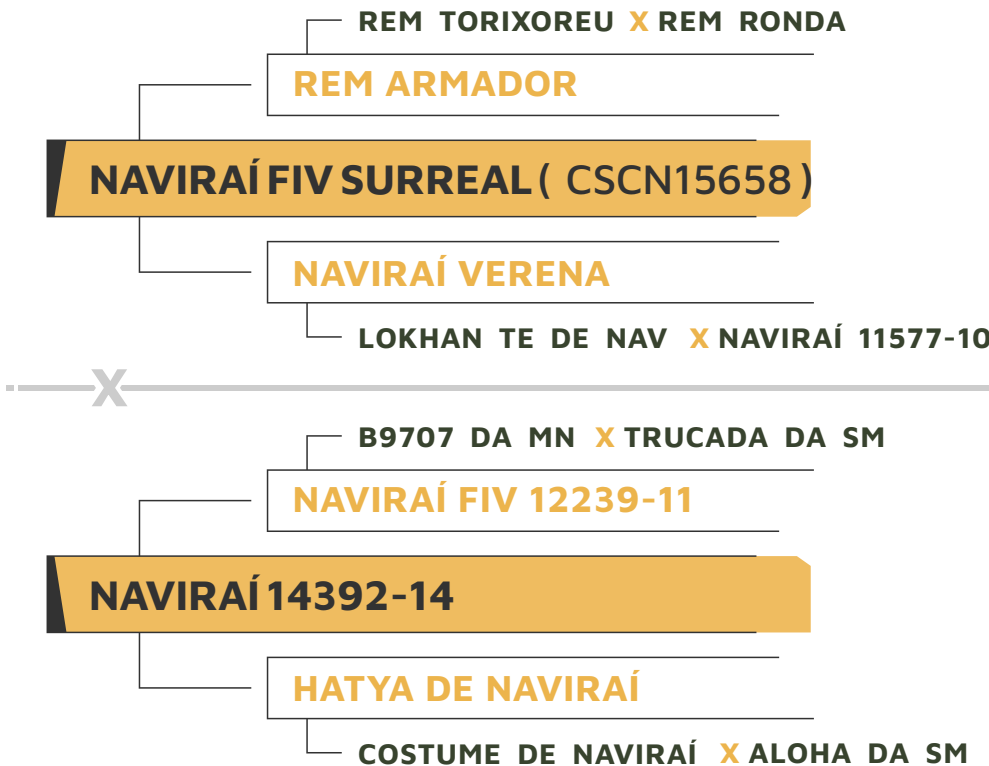 REM TORIXOREU X REM RONDA
REM ARMADOR
NAVIRAÍ FIV SURREAL ( CSCN15658 )
NAVIRAÍ VERENA
LOKHAN TE DE NAV X NAVIRAÍ 11577-10
X
B9707 DA MN X TRUCADA DA SM
NAVIRAÍ FIV 12239-11
NAVIRAÍ 14392-14
HATYA DE NAVIRAÍ
COSTUME DE NAVIRAÍ X ALOHA DA SM